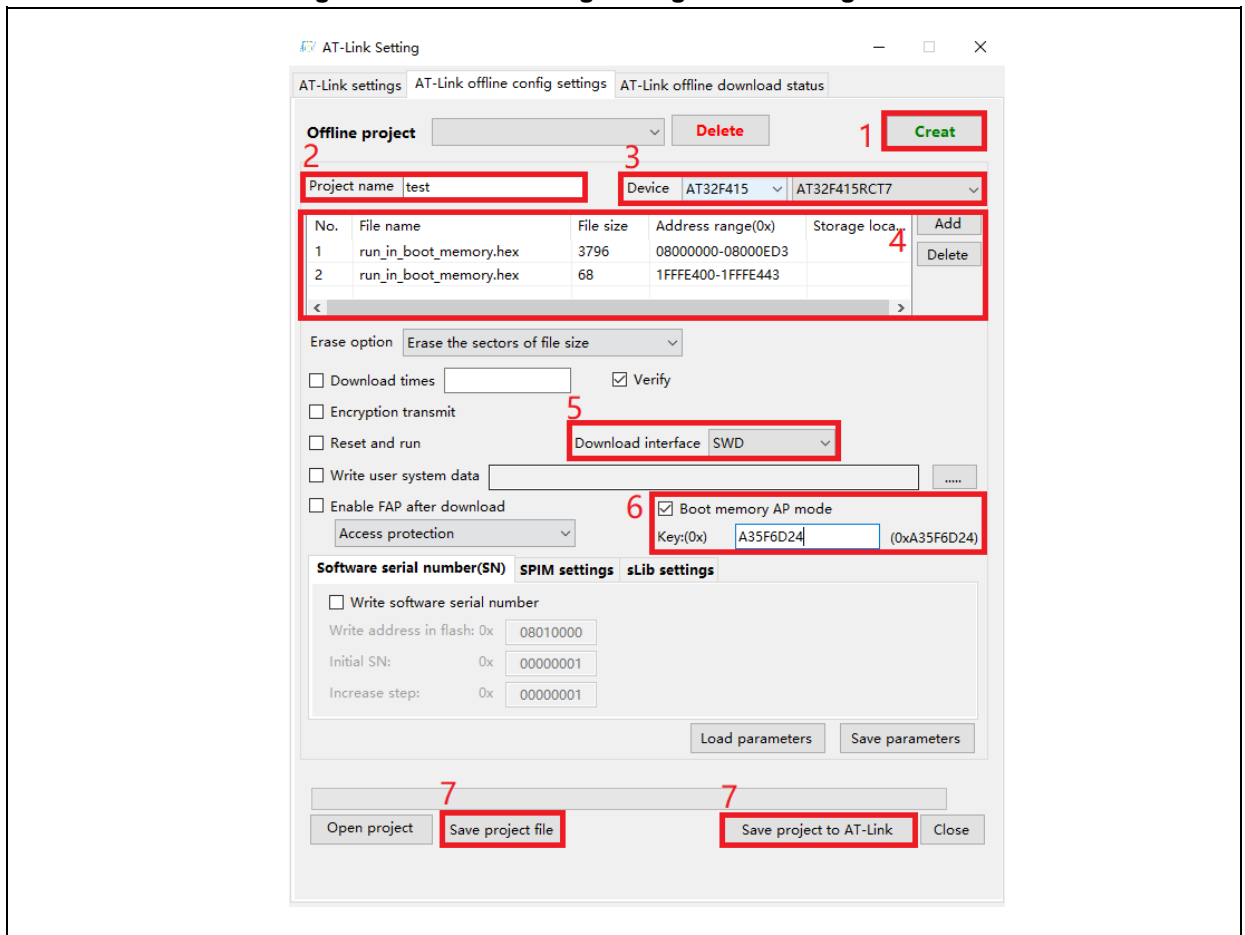 AT-Link Setting
AT-Link settings AT-Link offline config settings AT-Link offline download status
Offline project Delete 1 Creat
2 3
Project name test Device AT32F415 AT32F415RCT7
No. File name File size Address range(0x) Storage loca... Add
4
1 run_in_boot_memory.hex 3796 08000000-08000ED3 Delete
2 run_in_boot_memory.hex 68 1FFFE400-1FFFE443
Erase option Erase the sectors of file size
Download times Verify
Encryption transmit
5
Reset and run Download interface SWD
Write user system data .....
Enable FAP after download 6 Boot memory AP mode
Access protection Key:(0x) A35F6D24 (0xA35F6D24)
Software serial number(SN) SPIM settings sLib settings
Write software serial number
Write address in flash: 0x 08010000
Initial SN: 0x 00000001
Increase step: 0x 00000001
Load parameters Save parameters
7 7
Open project Save project file Save project to AT-Link Close